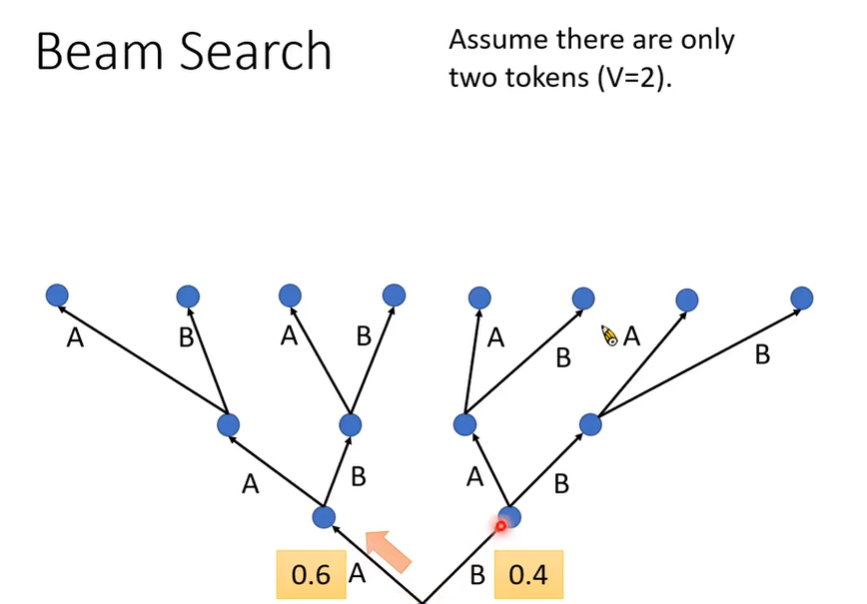 Beam Search
Assume there are only
two tokens (V=2).
A B A B A B A B
A B A B
0.6 A B 0.4